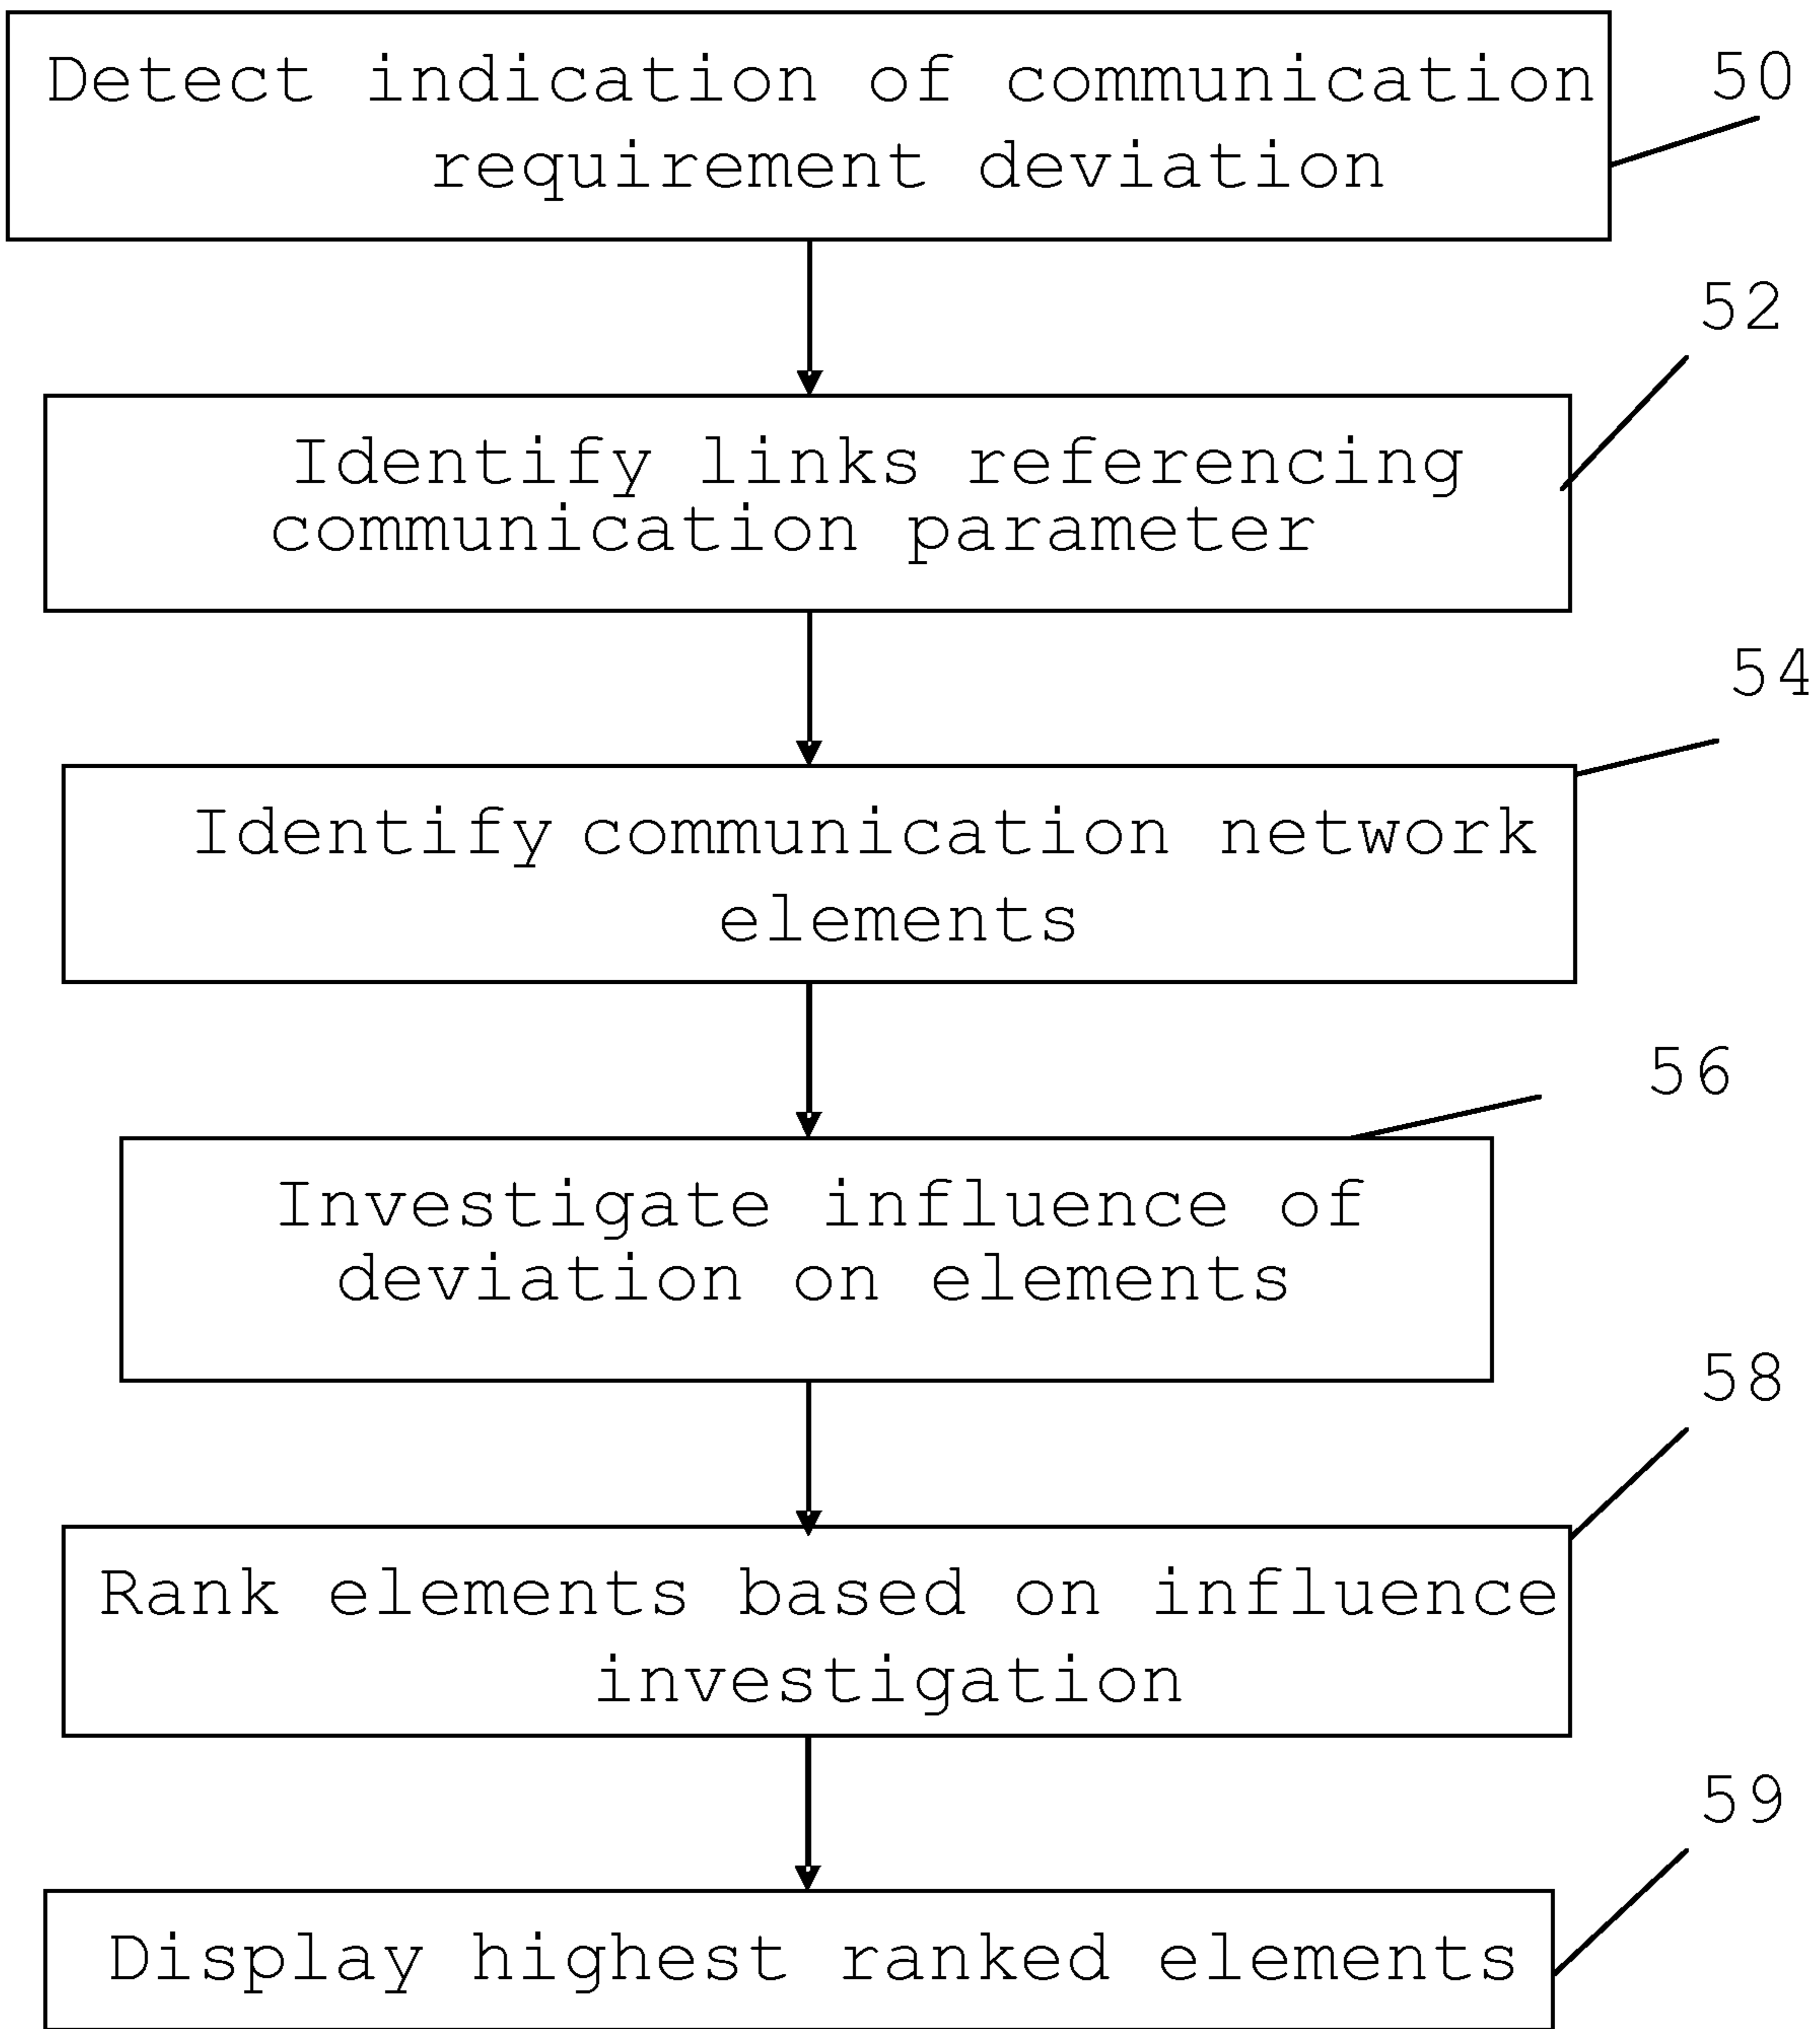 Detect indication of communication
requirement deviation
50
52
Identify links referencing
communication parameter
54
Identify communication network
elements
56
Investigate influence of
deviation on elements
58
Rank elements based on influence
investigation
59
Display highest ranked elements